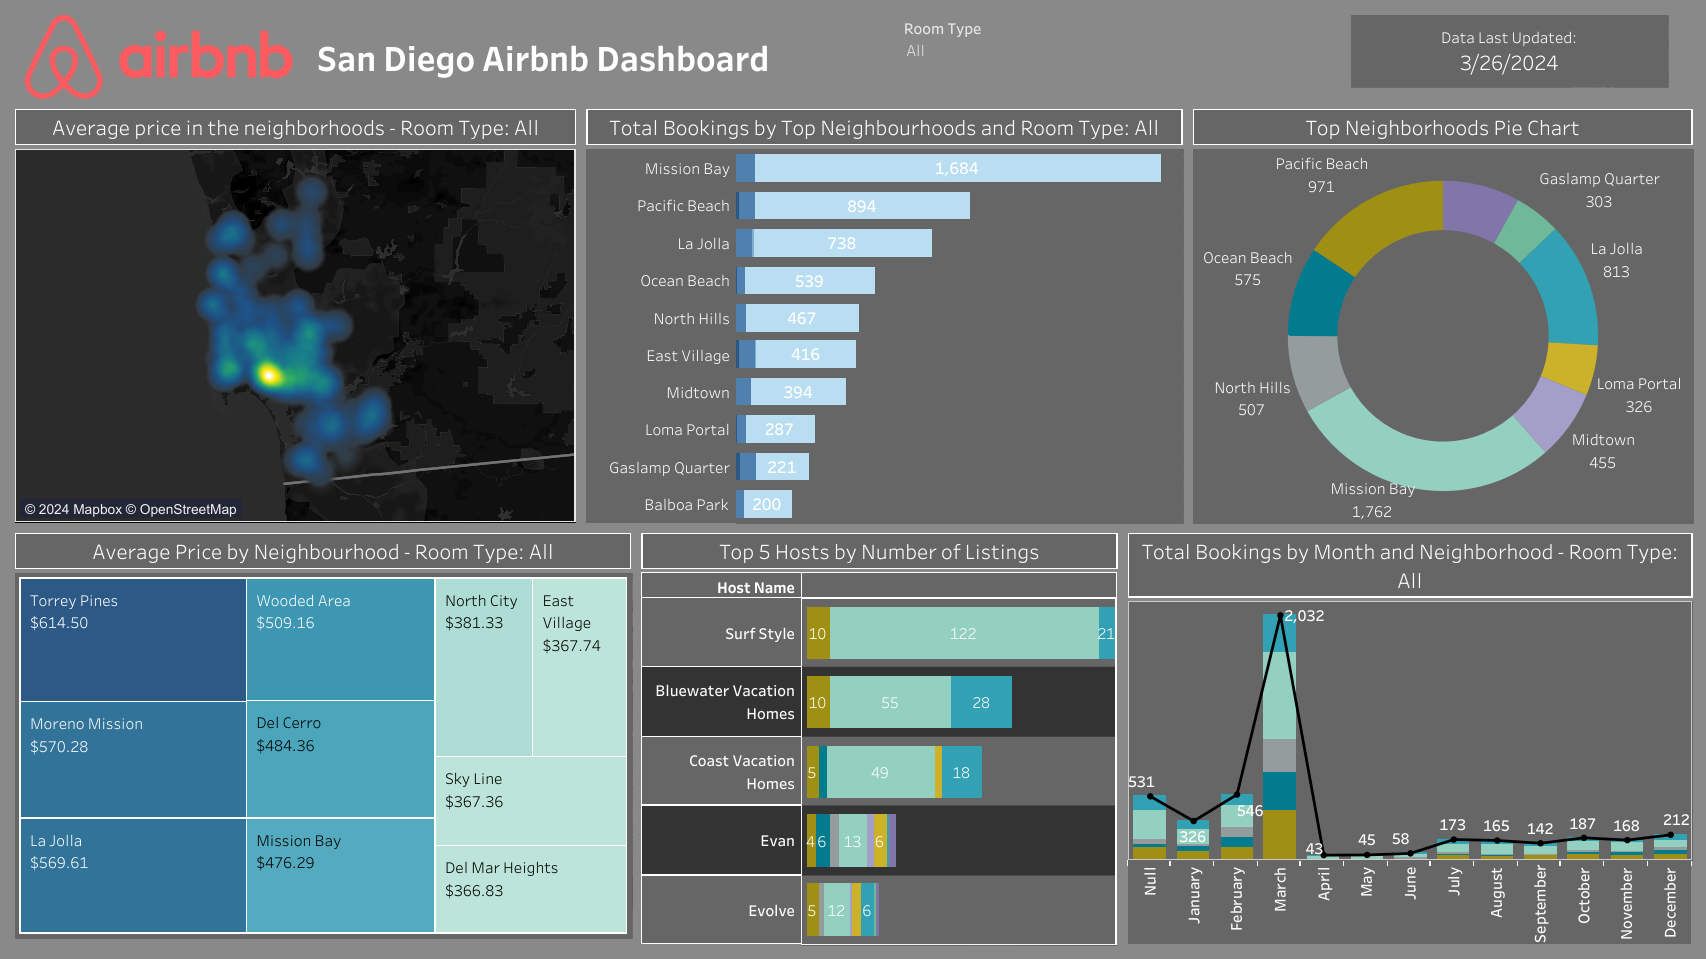 airbnb
San Diego Airbnb Dashboard
Room Type
All
Data Last Updated:
3/26/2024
Average price in the neighborhoods - Room Type: All
© 2024 Mapbox © OpenStreetMap
Total Bookings by Top Neighbourhoods and Room Type: All
Mission Bay 1,684
Pacific Beach 894
La Jolla 738
Ocean Beach 539
North Hills 467
East Village 416
Midtown 394
Loma Portal 287
Gaslamp Quarter 221
Balboa Park 200
Top Neighborhoods Pie Chart
Pacific Beach
971
Gaslamp Quarter
303
La Jolla
813
Ocean Beach
575
Loma Portal
326
North Hills
507
Midtown
455
Mission Bay
1,762
Average Price by Neighbourhood - Room Type: All
Torrey Pines
$614.50
Moreno Mission
$570.28
La Jolla
$569.61
Wooded Area
$509.16
Del Cerro
$484.36
Mission Bay
$476.29
North City
$381.33
East
Village
$367.74
Sky Line
$367.36
Del Mar Heights
$366.83
Top 5 Hosts by Number of Listings
Host Name
Surf Style 10 122 21
Bluewater Vacation
Homes
10 55 28
Coast Vacation
Homes
5 49 18
Evan 4 6 13 6
Evolve 5 12 6
Total Bookings by Month and Neighborhood - Room Type:
All
531
326
546
2,032
43
45
58
173
165
142
187
168
212
Null
January
February
March
April
May
June
July
August
September
October
November
December